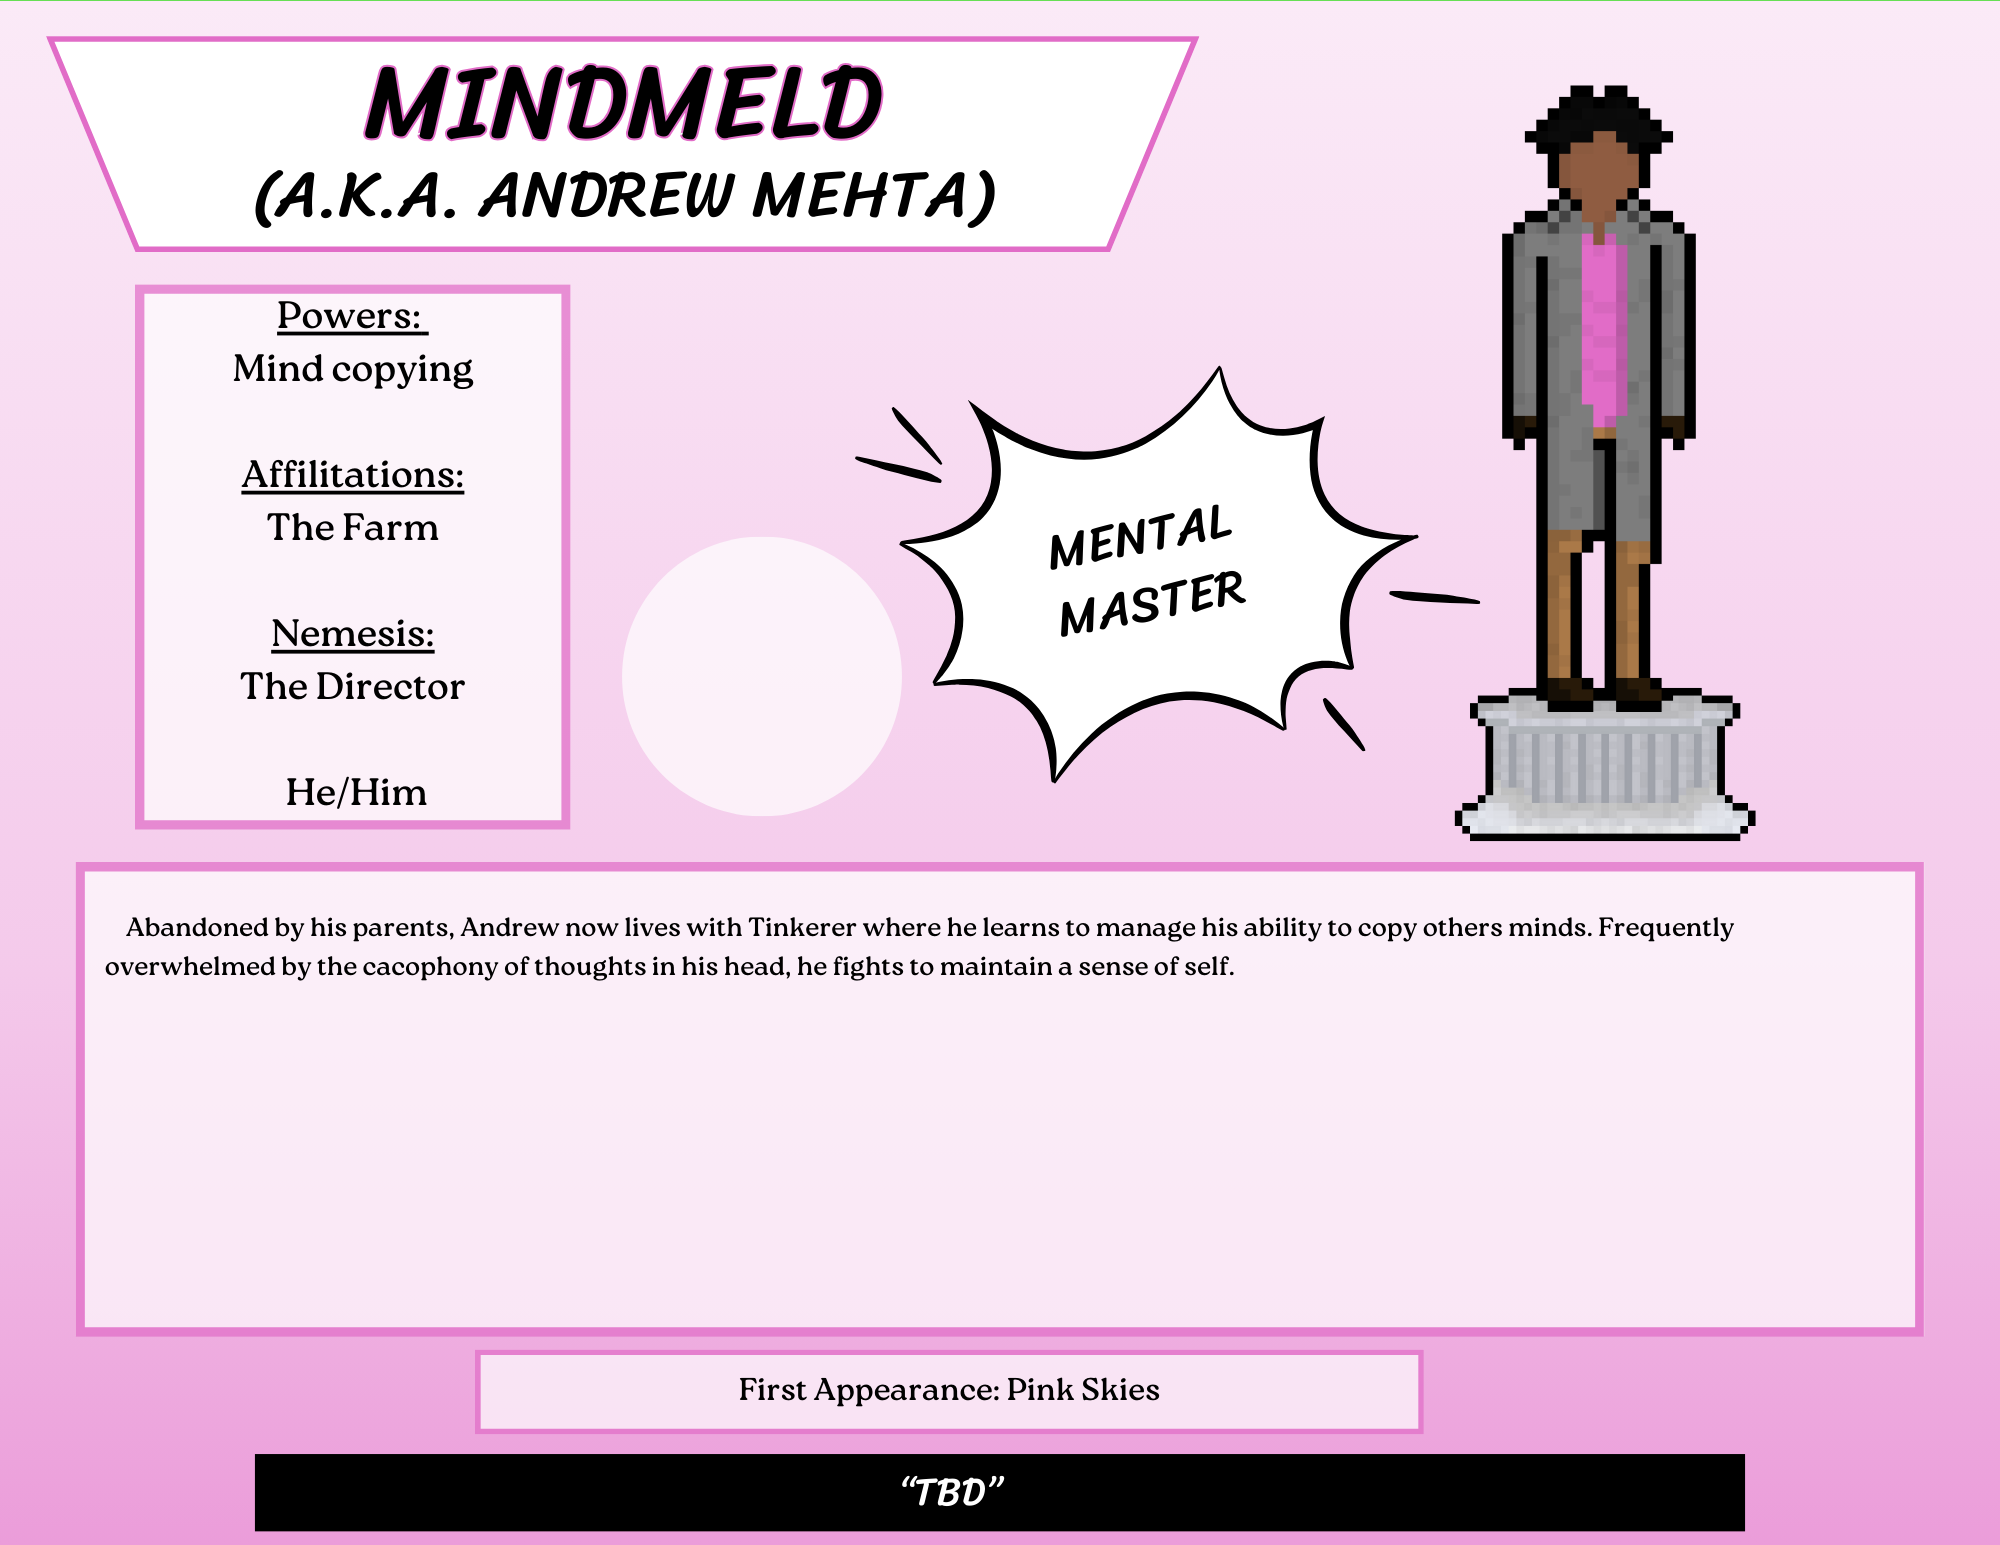 MINDMELD
(A.K.A. ANDREW MEHTA)
Powers:
Mind copying
Affilitations:
The Farm
Nemesis:
The Director
He/Him
MENTAL
MASTER
Abandoned by his parents, Andrew now lives with Tinkerer where he learns to manage his ability to copy others minds. Frequently
overwhelmed by the cacophony of thoughts in his head, he fights to maintain a sense of self.
First Appearance: Pink Skies
“TBD”